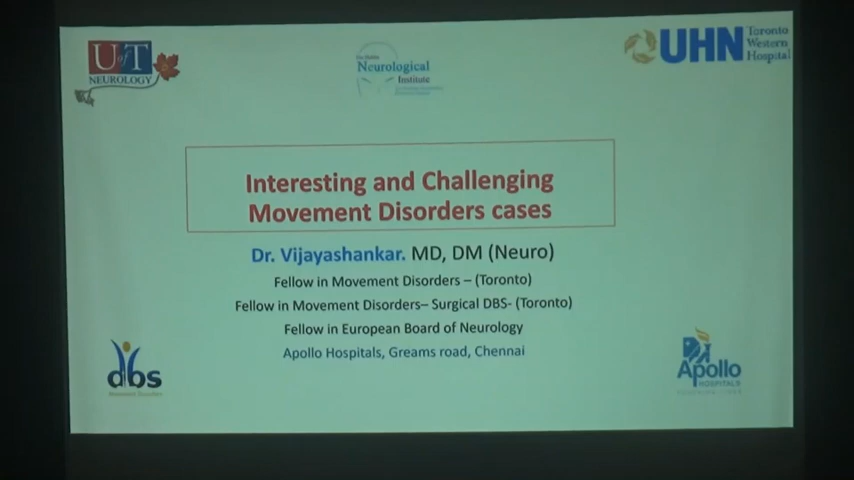 U of T
NEUROLOGY
Neurological
Institute
UHN
Toronto
Western
Hospital
Interesting and Challenging
Movement Disorders cases
Dr. Vijayashankar. MD, DM (Neuro)
Fellow in Movement Disorders – (Toronto)
Fellow in Movement Disorders– Surgical DBS- (Toronto)
Fellow in European Board of Neurology
Apollo Hospitals, Greams road, Chennai
dbs
Movement Disorders
Apollo
HOSPITALS